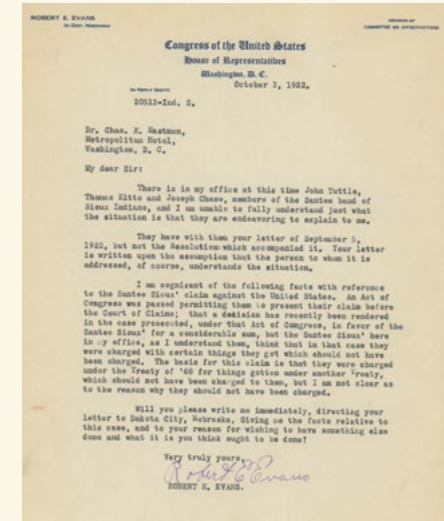 ROBERT E. EVANS
3D DIST. NEBRASKA
MEMBER OF
COMMITTEE ON APPROPRIATIONS
Congress of the United States
House of Representatives
Washington, D. C.
October 3, 1922.
IN REPLY QUOTE
20513-Ind. S.
Dr. Chas. E. Eastman,
Metropolitan Hotel,
Washington, D. C.
My dear Sir:
There is in my office at this time John Tuttle,
Thomas Kitto and Joseph Chase, members of the Santee band of
Sioux Indians, and I am unable to fully understand just what
the situation is that they are endeavoring to explain to me.
They have with them your letter of September 5,
1922, but not the Resolution which accompanied it. Your letter
is written upon the assumption that the person to whom it is
addressed, of course, understands the situation.
I am cognizant of the following facts with reference
to the Santee Sioux' claim against the United States. An Act of
Congress was passed permitting them to present their claim before
the Court of Claims; that a decision has recently been rendered
in the case prosecuted, under that Act of Congress, in favor of the
Santee Sioux' for a considerable sum, but the Santee Sioux' here
in my office, as I understand them, think that in that case they
were charged with certain things they got which should not have
been charged. The basis for this claim is that they were charged
under the Treaty of '68 for things gotten under another Treaty,
which should not have been charged to them, but I am not clear as
to the reason why they should not have been charged.
Will you please write me immediately, directing your
letter to Dakota City, Nebraska, Giving me the facts relative to
this case, and to your reason for wishing to have something else
done and what it is you think ought to be done?
Very truly yours,
Robert E Evans
ROBERT E. EVANS.